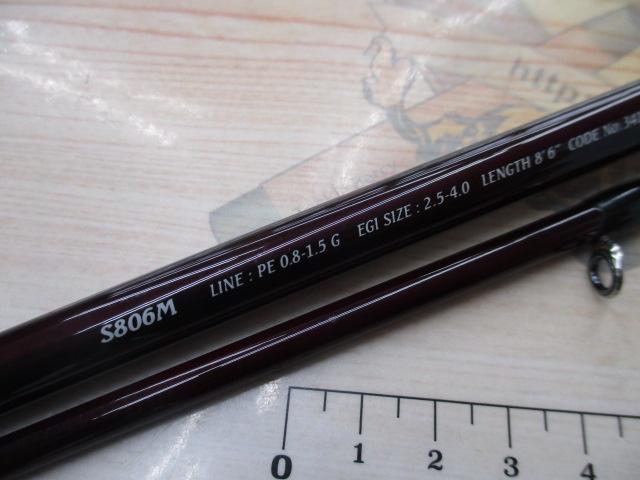 S806M LINE : PE 0.8-1.5 G EGI SIZE : 2.5-4.0 LENGTH 8'6" CODE No.
http
0 1 2 3 4